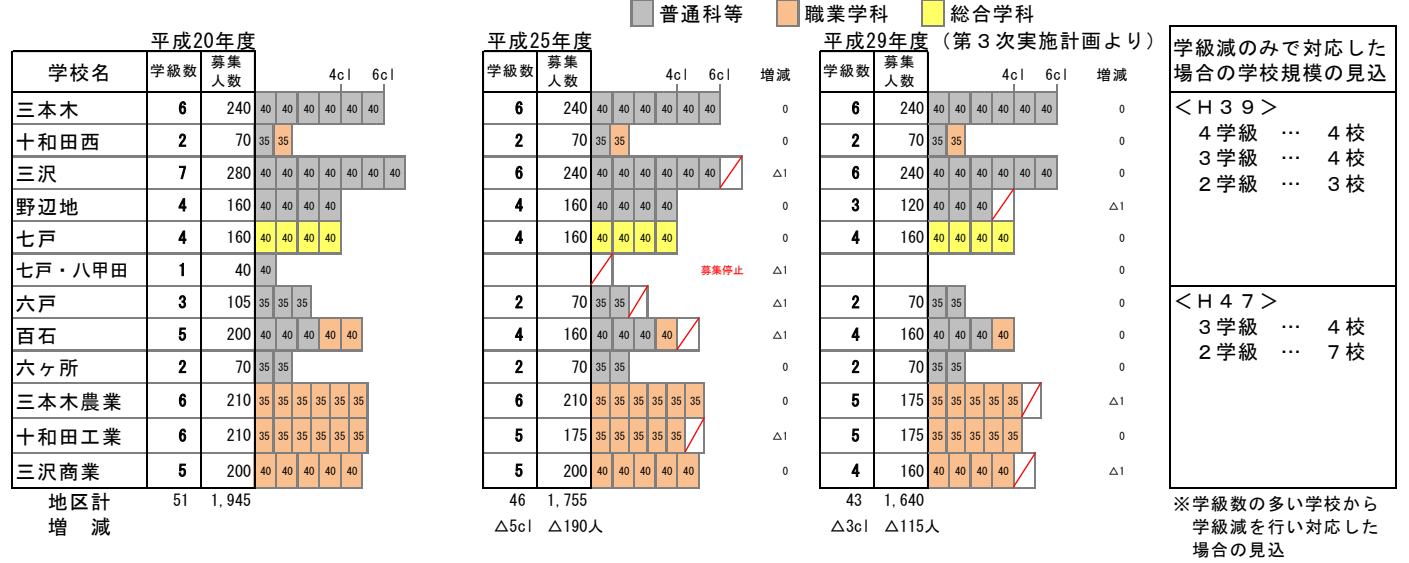 普通科等 職業学科 総合学科
平成20年度 平成25年度 平成29年度（第３次実施計画より）
学校名 学級数 募集人数 4cl 6cl 学級数 募集人数 4cl 6cl 増減 学級数 募集人数 4cl 6cl 増減
三本木 6 240 40 40 40 40 40 40 6 240 40 40 40 40 40 40 0 6 240 40 40 40 40 40 40 0
十和田西 2 70 35 35 2 70 35 35 0 2 70 35 35 0
三沢 7 280 40 40 40 40 40 40 40 6 240 40 40 40 40 40 40 △1 6 240 40 40 40 40 40 40 0
野辺地 4 160 40 40 40 40 4 160 40 40 40 40 0 3 120 40 40 40 △1
七戸 4 160 40 40 40 40 4 160 40 40 40 40 0 4 160 40 40 40 40 0
七戸・八甲田 1 40 40 募集停止 △1 0
六戸 3 105 35 35 35 2 70 35 35 △1 2 70 35 35 0
百石 5 200 40 40 40 40 40 4 160 40 40 40 40 △1 4 160 40 40 40 40 0
六ヶ所 2 70 35 35 2 70 35 35 0 2 70 35 35 0
三本木農業 6 210 35 35 35 35 35 35 6 210 35 35 35 35 35 35 0 5 175 35 35 35 35 35 △1
十和田工業 6 210 35 35 35 35 35 35 5 175 35 35 35 35 35 △1 5 175 35 35 35 35 35 0
三沢商業 5 200 40 40 40 40 40 5 200 40 40 40 40 40 0 4 160 40 40 40 40 △1
地区計 51 1,945 46 1,755 43 1,640
増　減 △5cl △190人 △3cl △115人
学級減のみで対応した
場合の学校規模の見込
＜Ｈ３９＞
４学級 … ４校
３学級 … ４校
２学級 … ３校
＜Ｈ４７＞
３学級 … ４校
２学級 … ７校
※学級数の多い学校から
学級減を行い対応した
場合の見込